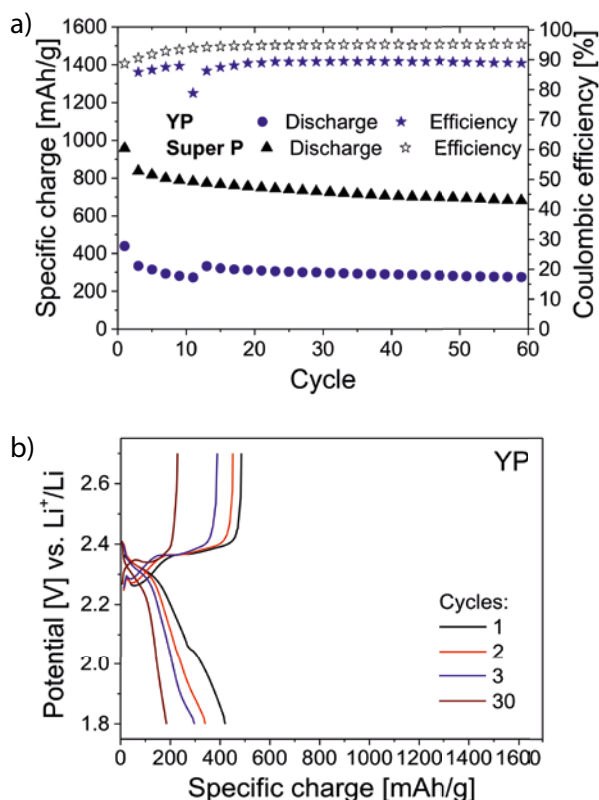 a)
1600
1400
1200
1000
800
600
400
200
0
Specific charge [mAh/g]
100
90
80
70
60
50
40
30
20
10
0
Coulombic efficiency [%]
YP Discharge Efficiency
Super P Discharge Efficiency
0 10 20 30 40 50 60
Cycle
b)
YP
2.6
2.4
2.2
2.0
1.8
Potential [V] vs. Li⁺/Li
Cycles:
1
2
3
30
0 200 400 600 800 1000 1200 1400 1600
Specific charge [mAh/g]